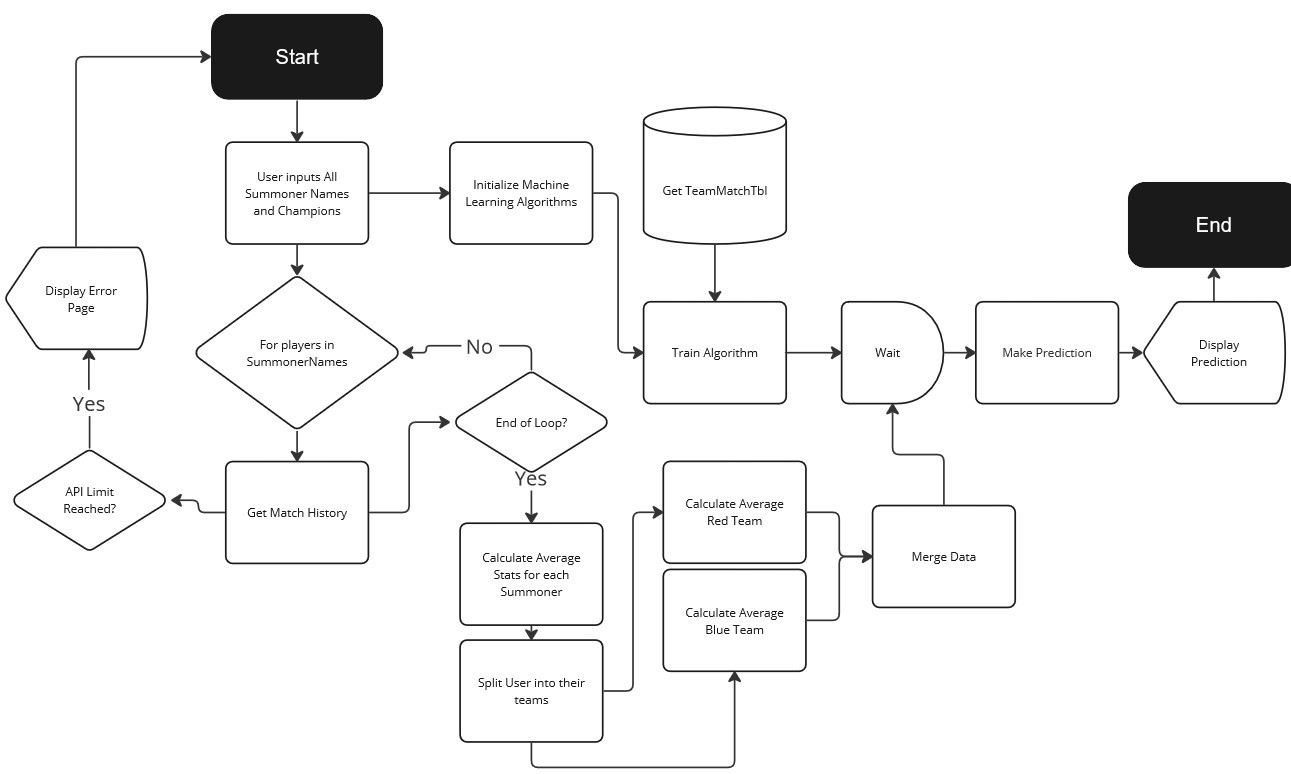 Start
User inputs All
Summoner Names
and Champions
Initialize Machine
Learning Algorithms
Get TeamMatchTbl
End
Display Error
Page
For players in
SummonerNames
No
Train Algorithm
Wait
Make Prediction
Display
Prediction
Yes
End of Loop?
API Limit
Reached?
Get Match History
Yes
Calculate Average
Stats for each
Summoner
Calculate Average
Red Team
Merge Data
Calculate Average
Blue Team
Split User into their
teams